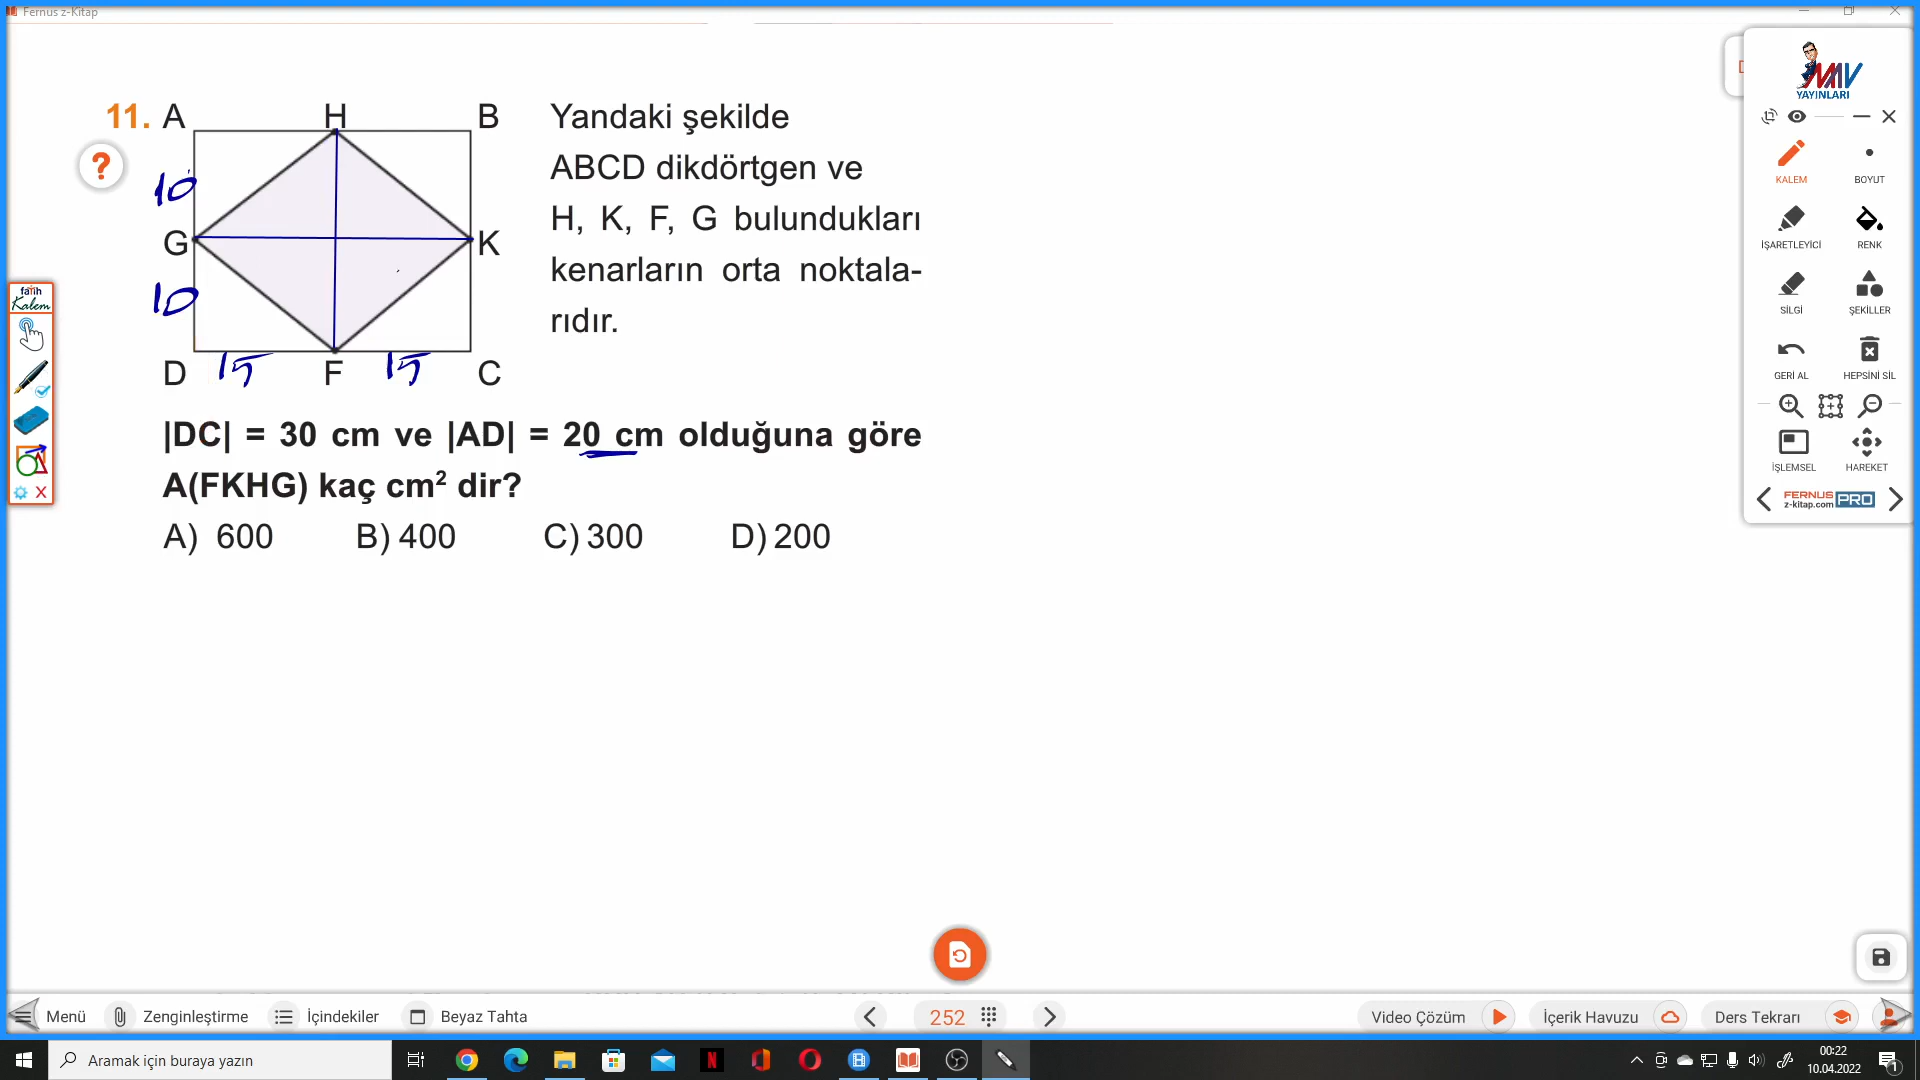 Fernus z-Kitap
11. A H B
G K
D F C
10
10
15 15
Yandaki şekilde
ABCD dikdörtgen ve
H, K, F, G bulundukları
kenarların orta noktala-
rıdır.
|DC| = 30 cm ve |AD| = 20 cm olduğuna göre
A(FKHG) kaç cm² dir?
A) 600 B) 400 C) 300 D) 200
?
fatih
Kalem
X
MAV
YAYINLARI
KALEM BOYUT
İŞARETLEYİCİ RENK
SİLGİ ŞEKİLLER
GERİ AL HEPSİNİ SİL
İŞLEMSEL HAREKET
FERNUS PRO
z-kitap.com
Menü Zenginleştirme İçindekiler Beyaz Tahta 252 Video Çözüm İçerik Havuzu Ders Tekrarı
Aramak için buraya yazın
00:22
10.04.2022
1